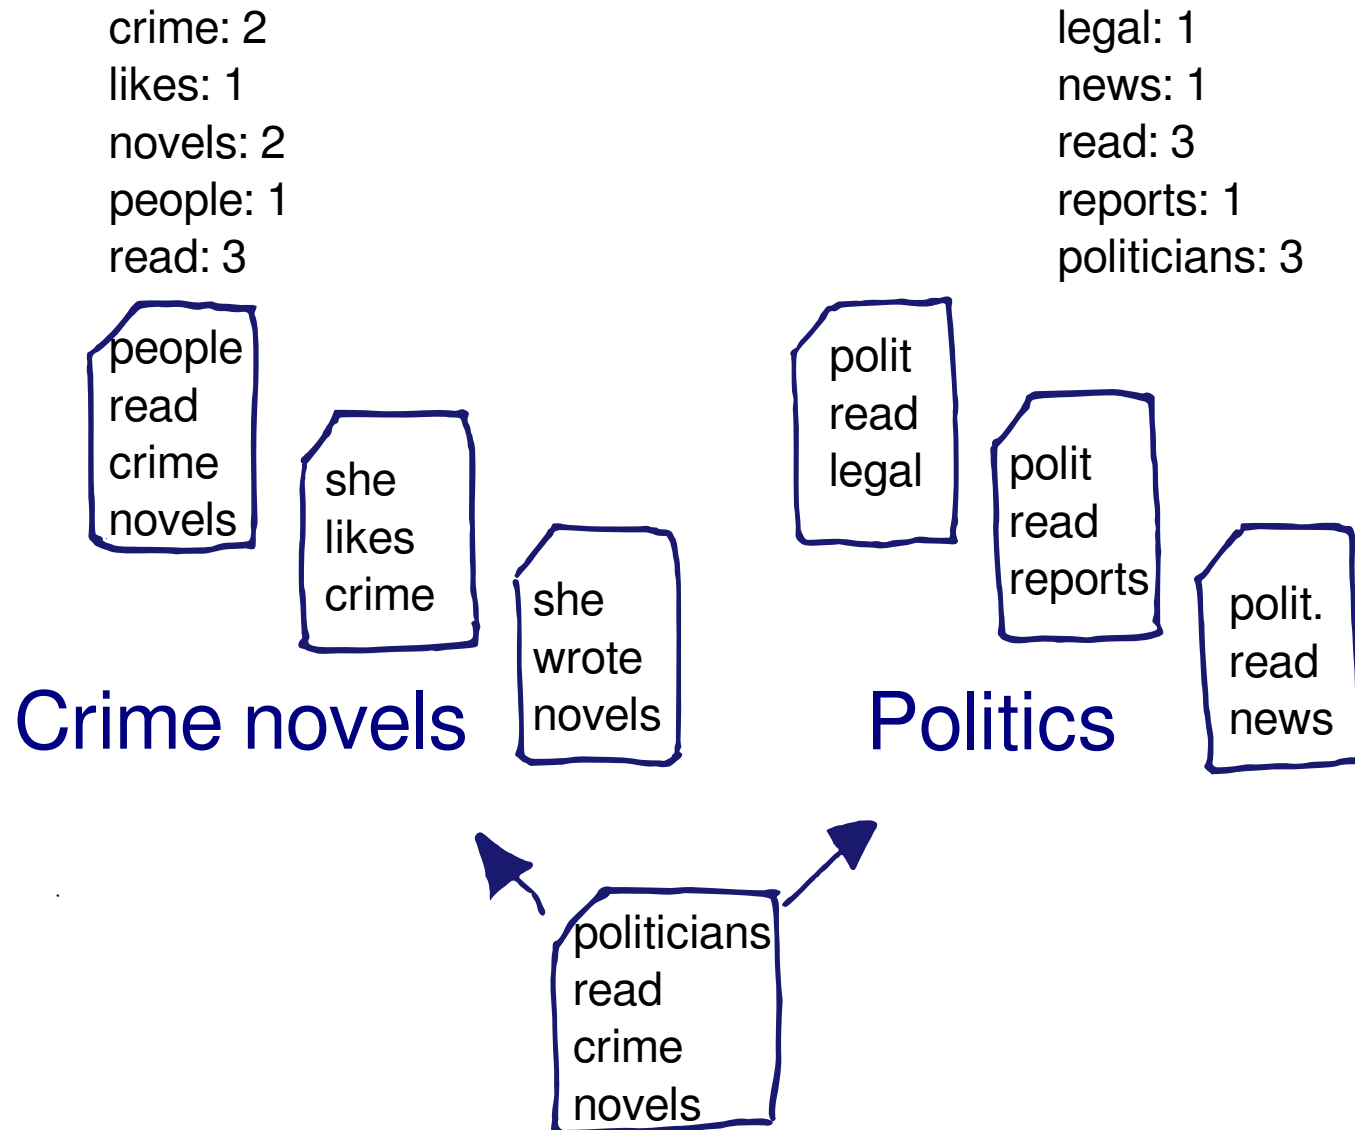 crime: 2
likes: 1
novels: 2
people: 1
read: 3
legal: 1
news: 1
read: 3
reports: 1
politicians: 3
people
read
crime
novels
she
likes
crime
she
wrote
novels
polit
read
legal
polit
read
reports
polit.
read
news
Crime novels
Politics
politicians
read
crime
novels